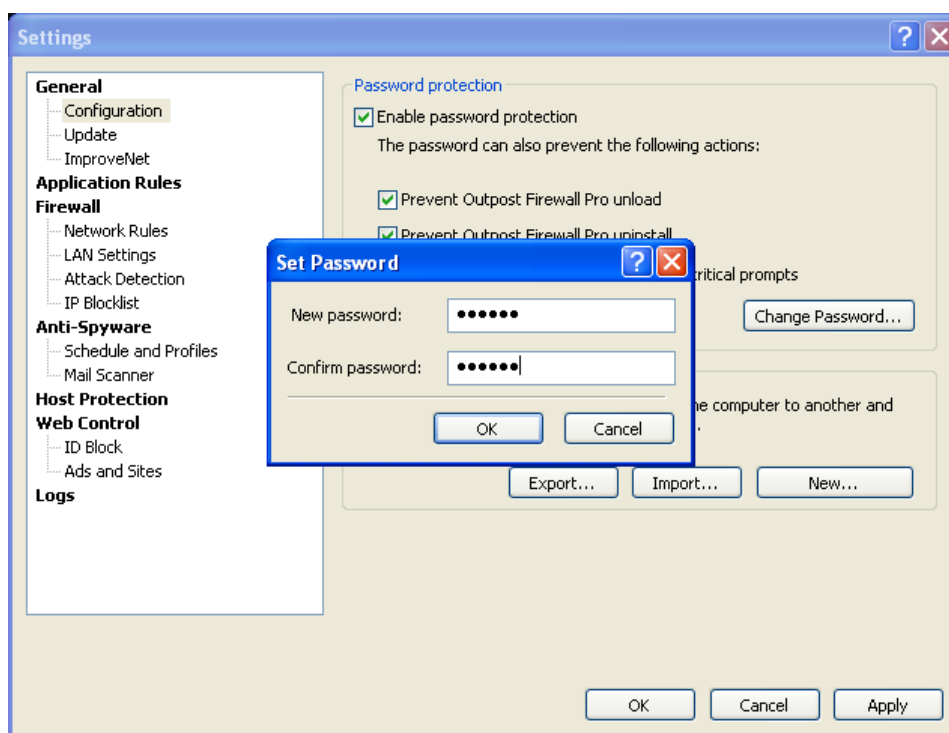 Settings
General
Configuration
Update
ImproveNet
Application Rules
Firewall
Network Rules
LAN Settings
Attack Detection
IP Blocklist
Anti-Spyware
Schedule and Profiles
Mail Scanner
Host Protection
Web Control
ID Block
Ads and Sites
Logs
Password protection
Enable password protection
The password can also prevent the following actions:
Prevent Outpost Firewall Pro unload
Prevent Outpost Firewall Pro uninstall
critical prompts
Change Password...
Set Password
New password: ••••••
Confirm password: ••••••
OK Cancel
computer to another and
Export... Import... New...
OK Cancel Apply